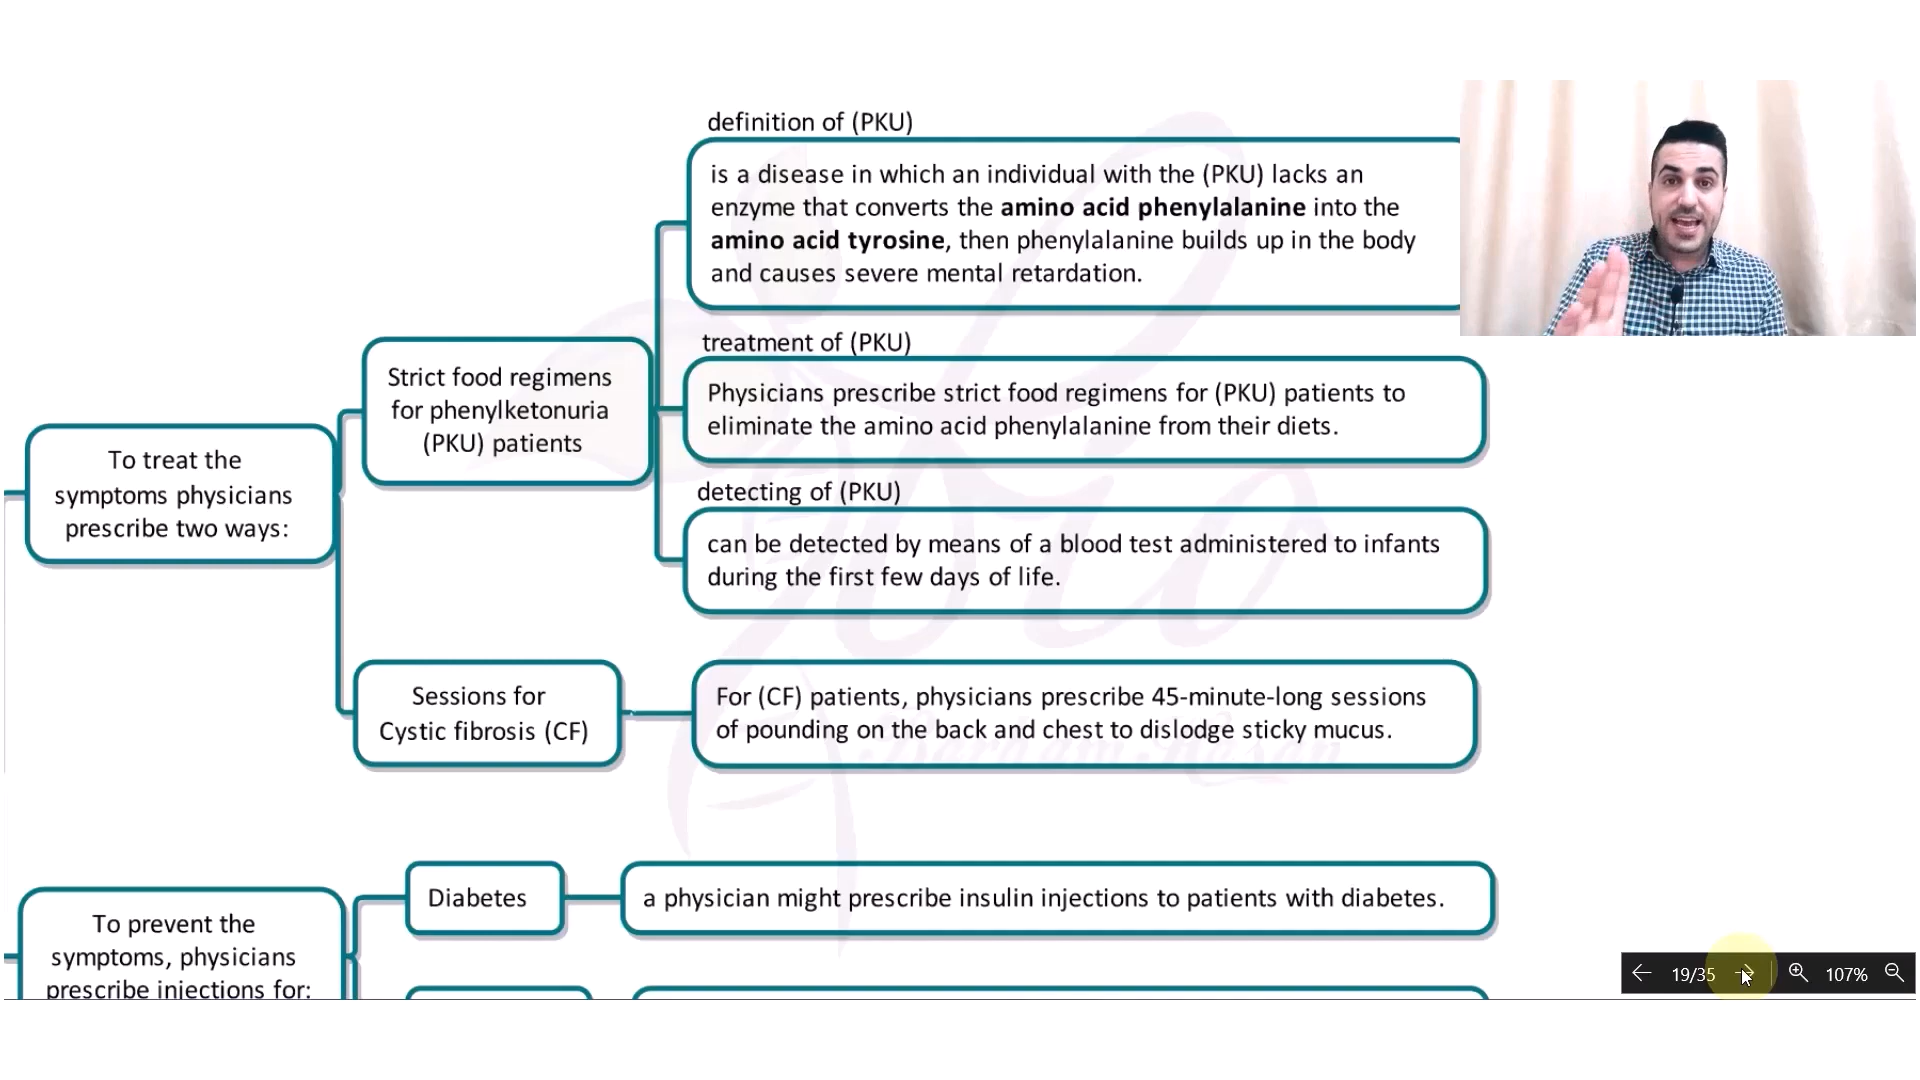 definition of (PKU)
is a disease in which an individual with the (PKU) lacks an
enzyme that converts the amino acid phenylalanine into the
amino acid tyrosine, then phenylalanine builds up in the body
and causes severe mental retardation.
treatment of (PKU)
Strict food regimens
for phenylketonuria
(PKU) patients
Physicians prescribe strict food regimens for (PKU) patients to
eliminate the amino acid phenylalanine from their diets.
To treat the
symptoms physicians
prescribe two ways:
detecting of (PKU)
can be detected by means of a blood test administered to infants
during the first few days of life.
Sessions for
Cystic fibrosis (CF)
For (CF) patients, physicians prescribe 45-minute-long sessions
of pounding on the back and chest to dislodge sticky mucus.
Diabetes
a physician might prescribe insulin injections to patients with diabetes.
To prevent the
symptoms, physicians
prescribe injections for:
19/35
107%